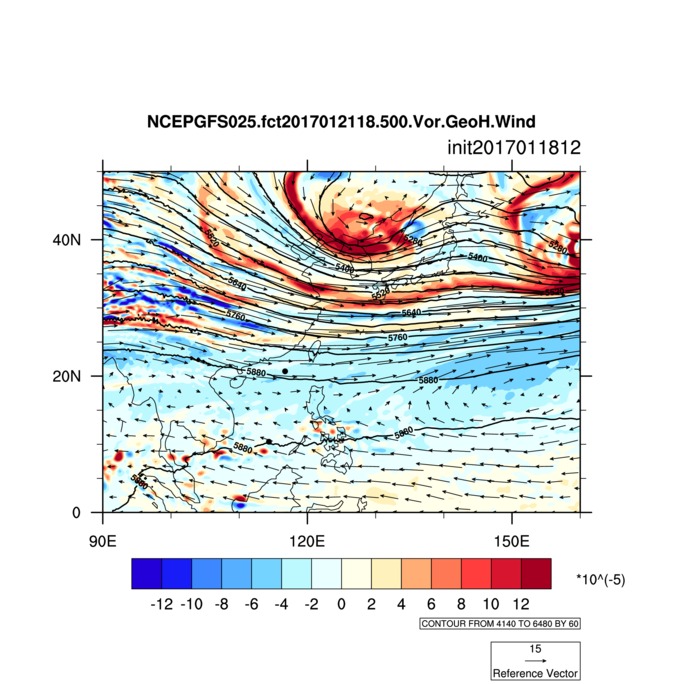 NCEPGFS025.fct2017012118.500.Vor.GeoH.Wind
init2017011812
40N
20N
0
90E 120E 150E
5520
5640
5760
5400
5280
5520
5640
5760
5400
5280
5880
5880
5880
5880
-12 -10 -8 -6 -4 -2 0 2 4 6 8 10 12
*10^(-5)
CONTOUR FROM 4140 TO 6480 BY 60
15
Reference Vector